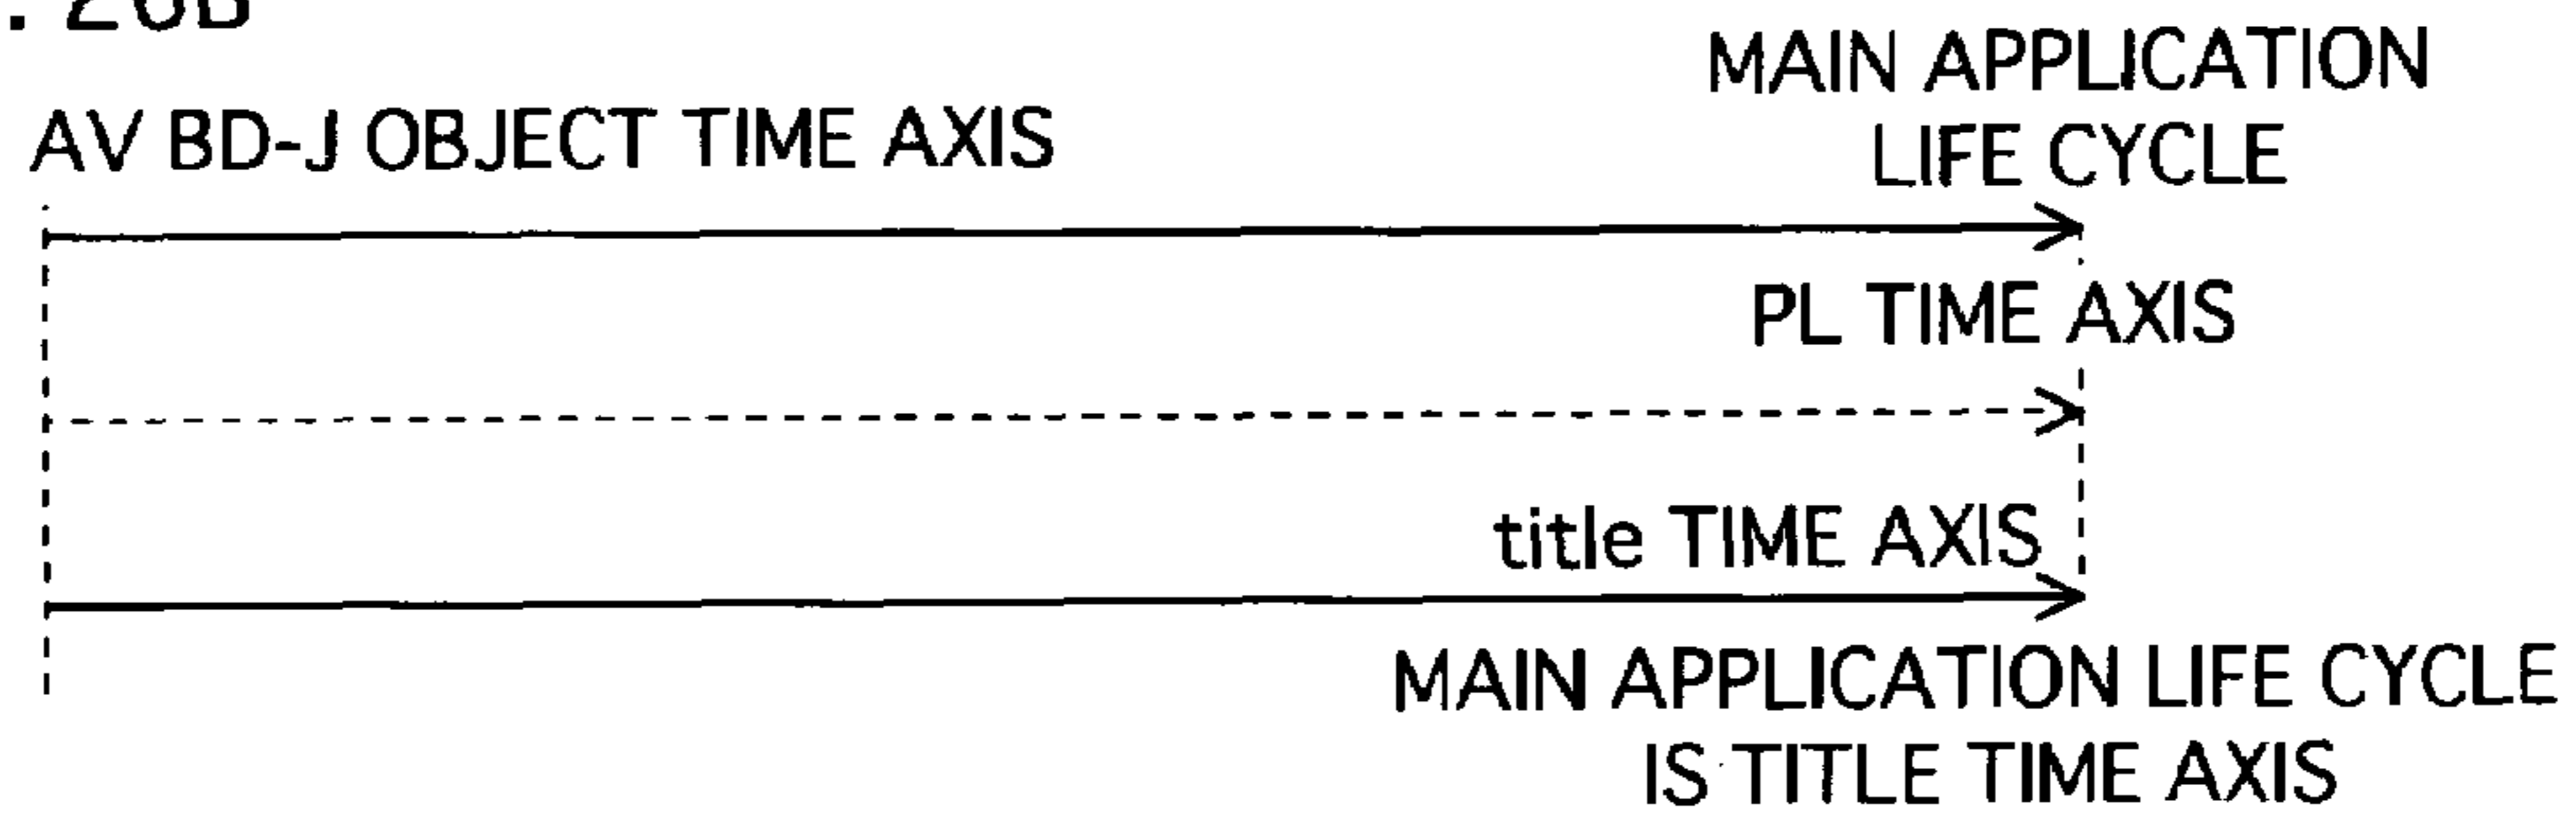 AV BD-J OBJECT TIME AXIS
MAIN APPLICATION
LIFE CYCLE
PL TIME AXIS
title TIME AXIS
MAIN APPLICATION LIFE CYCLE
IS TITLE TIME AXIS